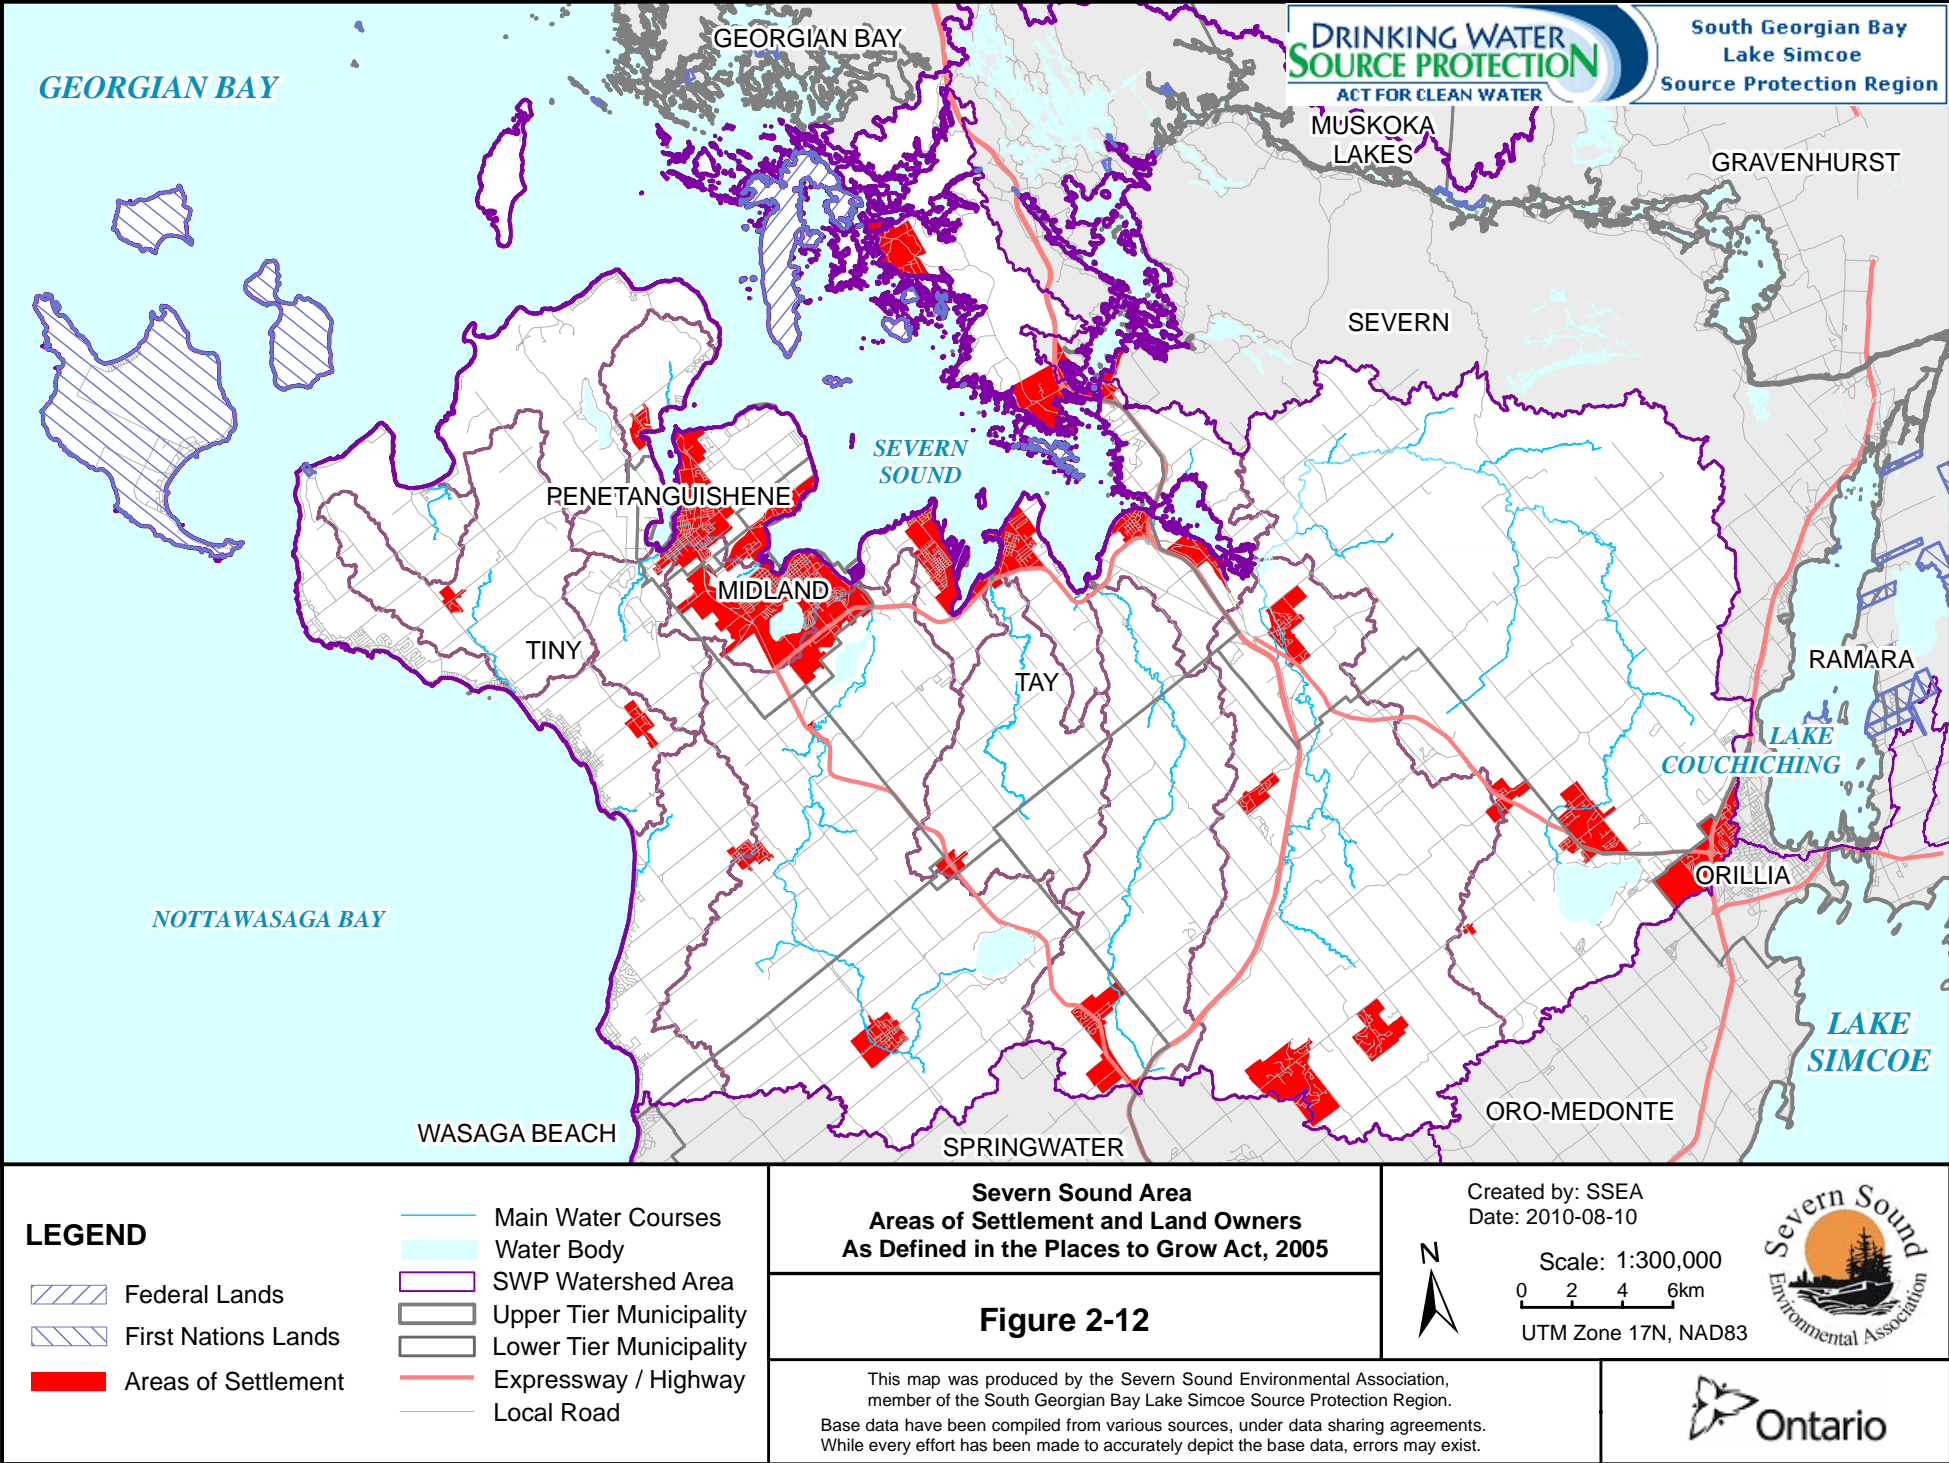 GEORGIAN BAY
GEORGIAN BAY
DRINKING WATER
SOURCE PROTECTION
ACT FOR CLEAN WATER
South Georgian Bay
Lake Simcoe
Source Protection Region
MUSKOKA
LAKES
GRAVENHURST
SEVERN
SEVERN
SOUND
PENETANGUISHENE
MIDLAND
TINY
TAY
RAMARA
LAKE
COUCHICHING
ORILLIA
NOTTAWASAGA BAY
LAKE
SIMCOE
ORO-MEDONTE
WASAGA BEACH
SPRINGWATER
LEGEND
Federal Lands
First Nations Lands
Areas of Settlement
Main Water Courses
Water Body
SWP Watershed Area
Upper Tier Municipality
Lower Tier Municipality
Expressway / Highway
Local Road
Severn Sound Area
Areas of Settlement and Land Owners
As Defined in the Places to Grow Act, 2005
Figure 2-12
This map was produced by the Severn Sound Environmental Association,
member of the South Georgian Bay Lake Simcoe Source Protection Region.
Base data have been compiled from various sources, under data sharing agreements.
While every effort has been made to accurately depict the base data, errors may exist.
Created by: SSEA
Date: 2010-08-10
N
Scale: 1:300,000
0 2 4 6km
UTM Zone 17N, NAD83
Severn Sound
Environmental Association
Ontario